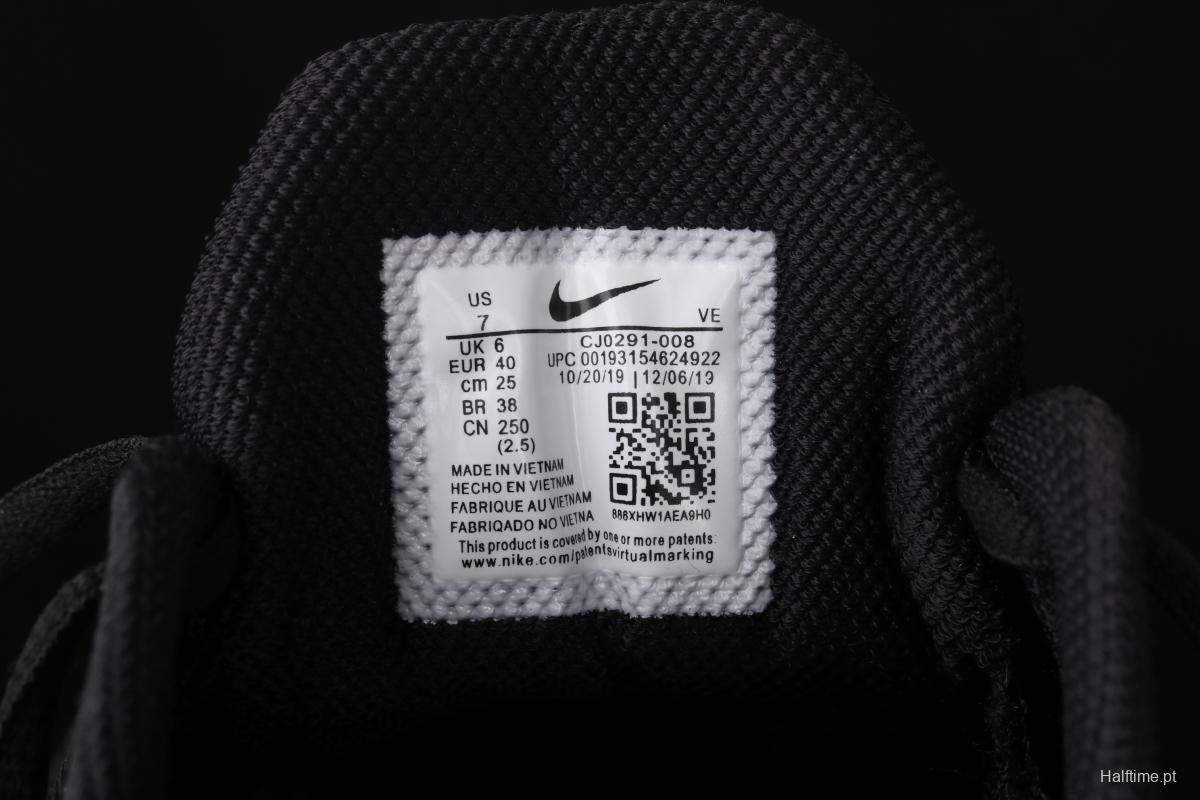 US
7
VE
UK 6
EUR 40
cm 25
BR 38
CN 250
(2.5)
CJ0291-008
UPC 00193154624922
10/20/19 | 12/06/19
MADE IN VIETNAM
HECHO EN VIETNAM
FABRIQUE AU VIETNAM
FABRIQADO NO VIETNA
886XHW1AEA9H0
This product is covered by one or more patents:
www.nike.com/patentsvirtualmarking
Halftime.pt